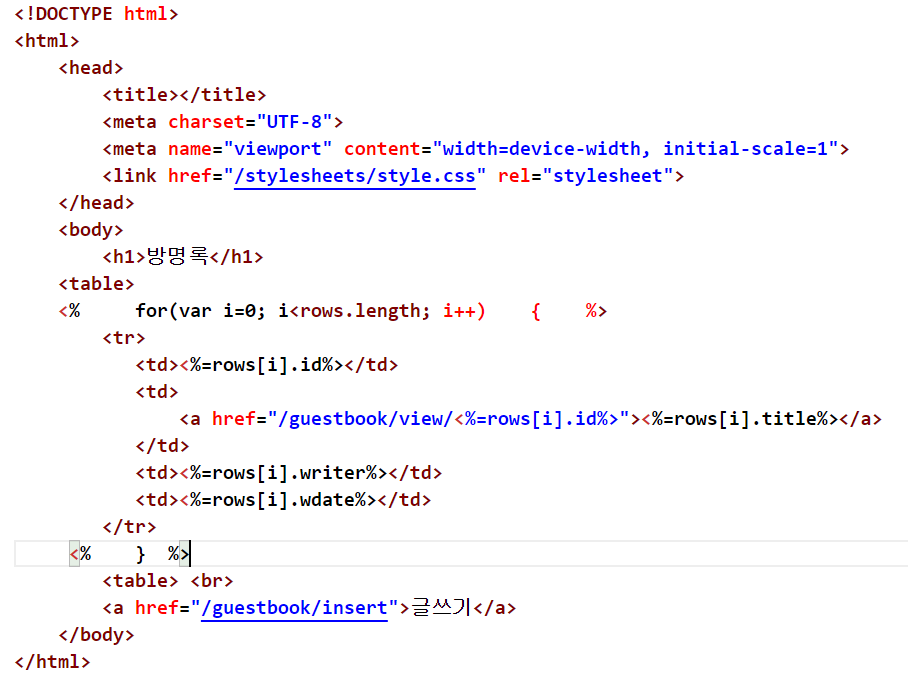 <!DOCTYPE html>
<html>
    <head>
        <title></title>
        <meta charset="UTF-8">
        <meta name="viewport" content="width=device-width, initial-scale=1">
        <link href="/stylesheets/style.css" rel="stylesheet">
    </head>
    <body>
        <h1>방명록</h1>
    <table>
    <%     for(var i=0; i<rows.length; i++)    {    %>
        <tr>
           <td><%=rows[i].id%></td>
           <td>
               <a href="/guestbook/view/<%=rows[i].id%>"><%=rows[i].title%></a>
           </td>
           <td><%=rows[i].writer%></td>
           <td><%=rows[i].wdate%></td>
        </tr>
     <%    }  %>
        <table> <br>
        <a href="/guestbook/insert">글쓰기</a>
    </body>
</html>